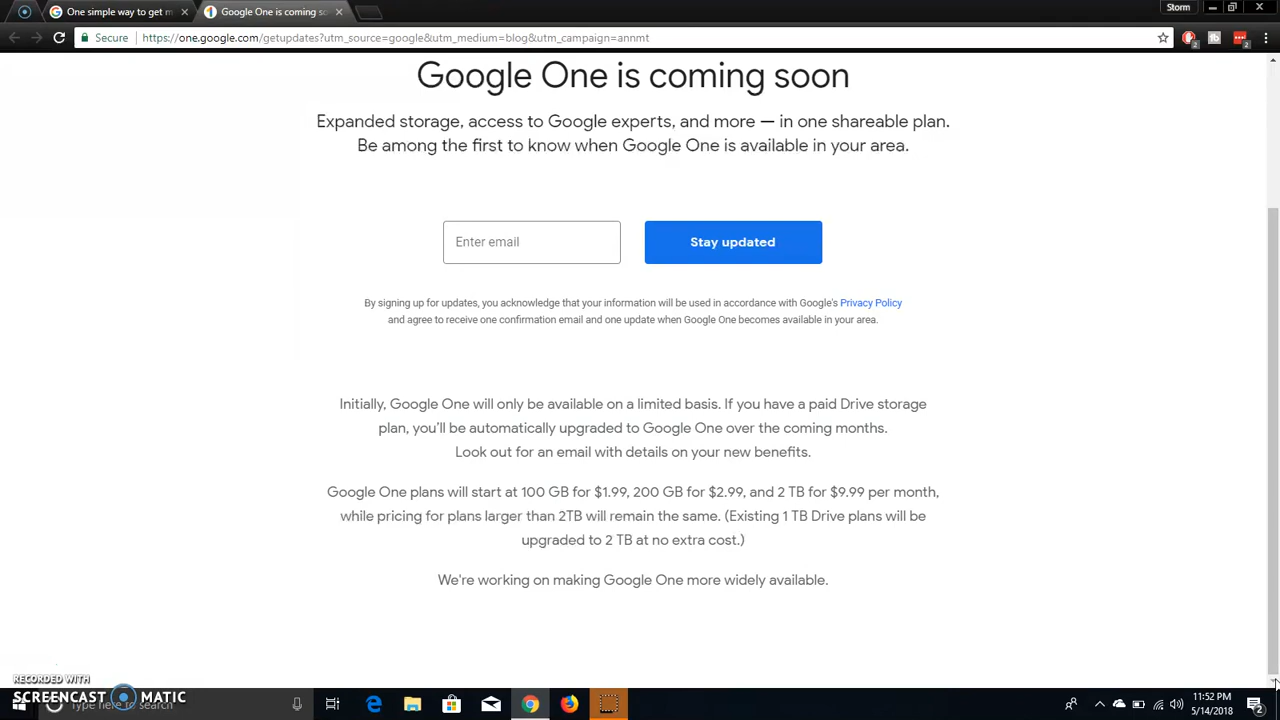 One simple way to get m
Google One is coming so
Storm
Secure
https://one.google.com/getupdates?utm_source=google&utm_medium=blog&utm_campaign=annmt
2
2
Google One is coming soon
Expanded storage, access to Google experts, and more — in one shareable plan.
Be among the first to know when Google One is available in your area.
Enter email
Stay updated
By signing up for updates, you acknowledge that your information will be used in accordance with Google's Privacy Policy
and agree to receive one confirmation email and one update when Google One becomes available in your area.
Initially, Google One will only be available on a limited basis. If you have a paid Drive storage
plan, you'll be automatically upgraded to Google One over the coming months.
Look out for an email with details on your new benefits.
Google One plans will start at 100 GB for $1.99, 200 GB for $2.99, and 2 TB for $9.99 per month,
while pricing for plans larger than 2TB will remain the same. (Existing 1 TB Drive plans will be
upgraded to 2 TB at no extra cost.)
We're working on making Google One more widely available.
RECORDED WITH
SCREENCAST MATIC
Type here to search
11:52 PM
5/14/2018
2